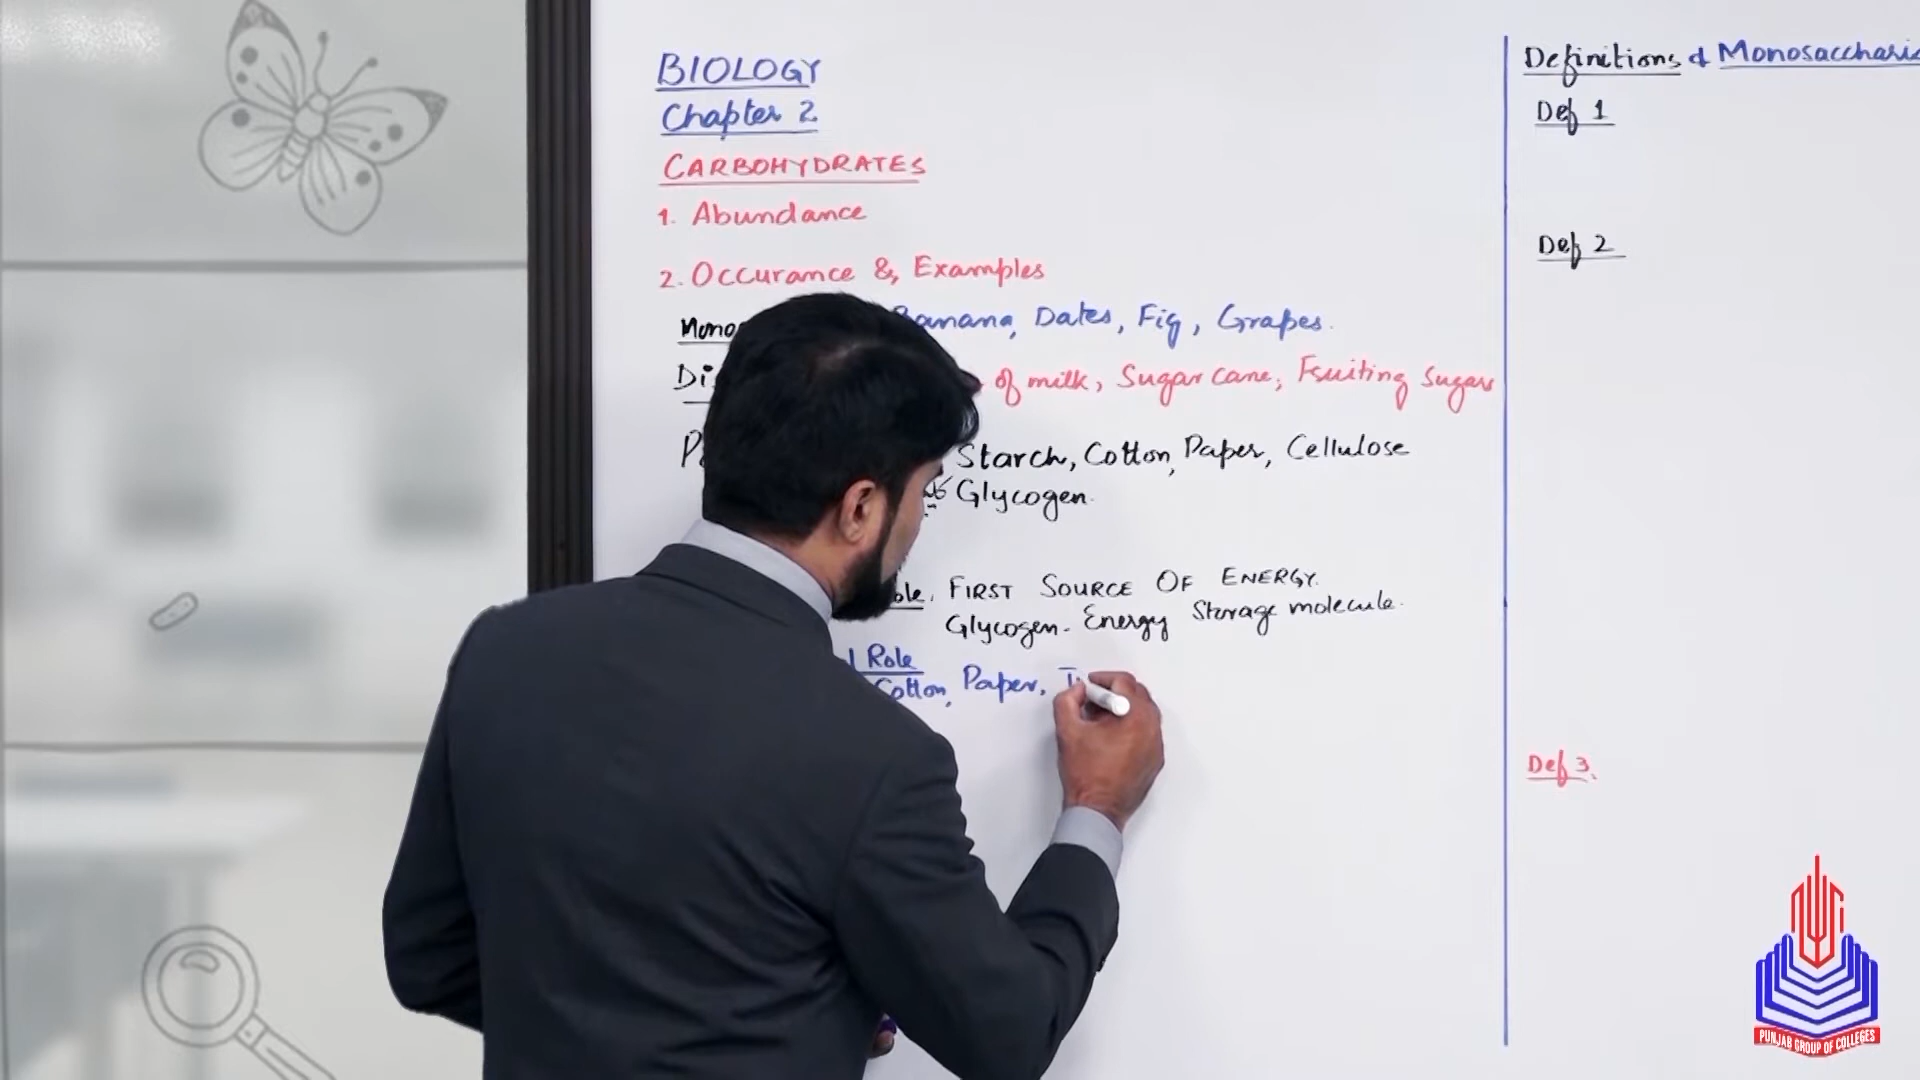 BIOLOGY
Chapter 2
CARBOHYDRATES
1. Abundance
2. Occurance & Examples
Banana, Dates, Fig, Grapes.
of milk, Sugar cane, Fruiting Sugars
Starch, Cotton, Paper, Cellulose
Glycogen.
FIRST SOURCE OF ENERGY.
Glycogen- Energy Storage molecule.
Role
Cotton, Paper,
Definitions &
Def 1
Def 2
Def 3.
PUNJAB GROUP OF COLLEGES